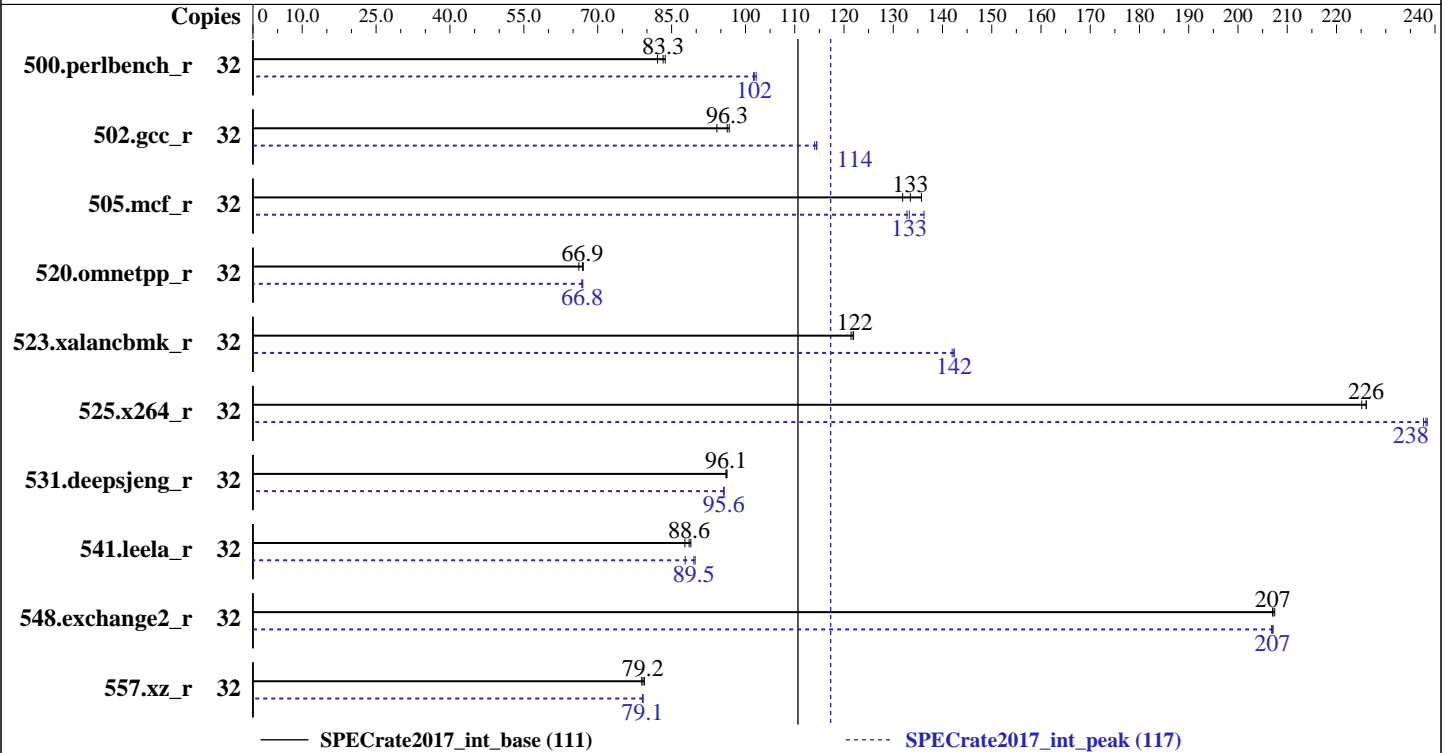 Copies 0 10.0 25.0 40.0 55.0 70.0 85.0 100 110 120 130 140 150 160 170 180 190 200 210 220 240
83.3
500.perlbench_r 32
102
96.3
502.gcc_r 32
114
133
505.mcf_r 32
133
66.9
520.omnetpp_r 32
66.8
122
523.xalancbmk_r 32
142
226
525.x264_r 32
238
96.1
531.deepsjeng_r 32
95.6
88.6
541.leela_r 32
89.5
207
548.exchange2_r 32
207
79.2
557.xz_r 32
79.1
SPECrate2017_int_base (111) SPECrate2017_int_peak (117)